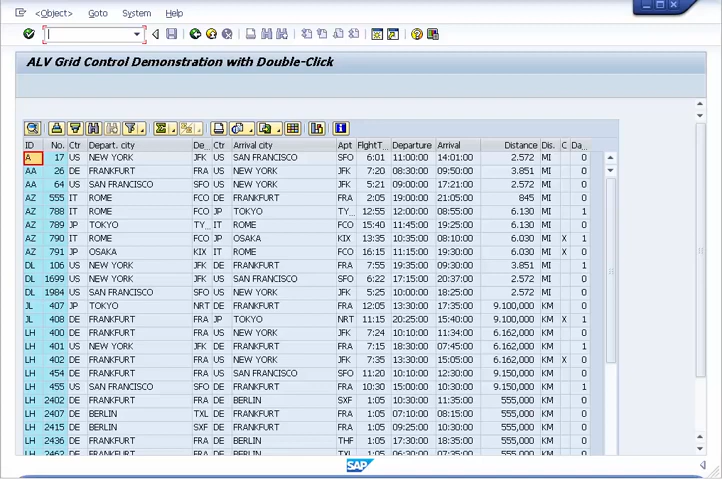 <Object> Goto System Help
ALV Grid Control Demonstration with Double-Click
ID No. Ctr Depart. city De... Ctr Arrival city Apt FlghtT... Departure Arrival Distance Dis. C Da...
A 17 US NEW YORK JFK US SAN FRANCISCO SFO 6:01 11:00:00 14:01:00 2.572 MI 0
AA 26 DE FRANKFURT FRA US NEW YORK JFK 7:20 08:30:00 09:50:00 3.851 MI 0
AA 64 US SAN FRANCISCO SFO US NEW YORK JFK 5:21 09:00:00 17:21:00 2.572 MI 0
AZ 555 IT ROME FCO DE FRANKFURT FRA 2:05 19:00:00 21:05:00 845 MI 0
AZ 788 IT ROME FCO JP TOKYO TY... 12:55 12:00:00 08:55:00 6.130 MI 1
AZ 789 JP TOKYO TY... IT ROME FCO 15:40 11:45:00 19:25:00 6.130 MI 0
AZ 790 IT ROME FCO JP OSAKA KIX 13:35 10:35:00 08:10:00 6.030 MI X 1
AZ 791 JP OSAKA KIX IT ROME FCO 16:15 11:15:00 19:30:00 6.030 MI X 0
DL 106 US NEW YORK JFK DE FRANKFURT FRA 7:55 19:35:00 09:30:00 3.851 MI 1
DL 1699 US NEW YORK JFK US SAN FRANCISCO SFO 6:22 17:15:00 20:37:00 2.572 MI 0
DL 1984 US SAN FRANCISCO SFO US NEW YORK JFK 5:25 10:00:00 18:25:00 2.572 MI 0
JL 407 JP TOKYO NRT DE FRANKFURT FRA 12:05 13:30:00 17:35:00 9.100,000 KM 0
JL 408 DE FRANKFURT FRA JP TOKYO NRT 11:15 20:25:00 15:40:00 9.100,000 KM X 1
LH 400 DE FRANKFURT FRA US NEW YORK JFK 7:24 10:10:00 11:34:00 6.162,000 KM 0
LH 401 US NEW YORK JFK DE FRANKFURT FRA 7:15 18:30:00 07:45:00 6.162,000 KM 1
LH 402 DE FRANKFURT FRA US NEW YORK JFK 7:35 13:30:00 15:05:00 6.162,000 KM X 0
LH 454 DE FRANKFURT FRA US SAN FRANCISCO SFO 11:20 10:10:00 12:30:00 9.150,000 KM 0
LH 455 US SAN FRANCISCO SFO DE FRANKFURT FRA 10:30 15:00:00 10:30:00 9.150,000 KM 1
LH 2402 DE FRANKFURT FRA DE BERLIN SXF 1:05 10:30:00 11:35:00 555,000 KM 0
LH 2407 DE BERLIN TXL DE FRANKFURT FRA 1:05 07:10:00 08:15:00 555,000 KM 0
LH 2415 DE BERLIN SXF DE FRANKFURT FRA 1:05 09:25:00 10:30:00 555,000 KM 0
LH 2436 DE FRANKFURT FRA DE BERLIN THF 1:05 17:30:00 18:35:00 555,000 KM 0
LH 2462 DE FRANKFURT FRA DE BERLIN TXL 1:05 06:30:00 07:35:00 555,000 KM 0
SAP